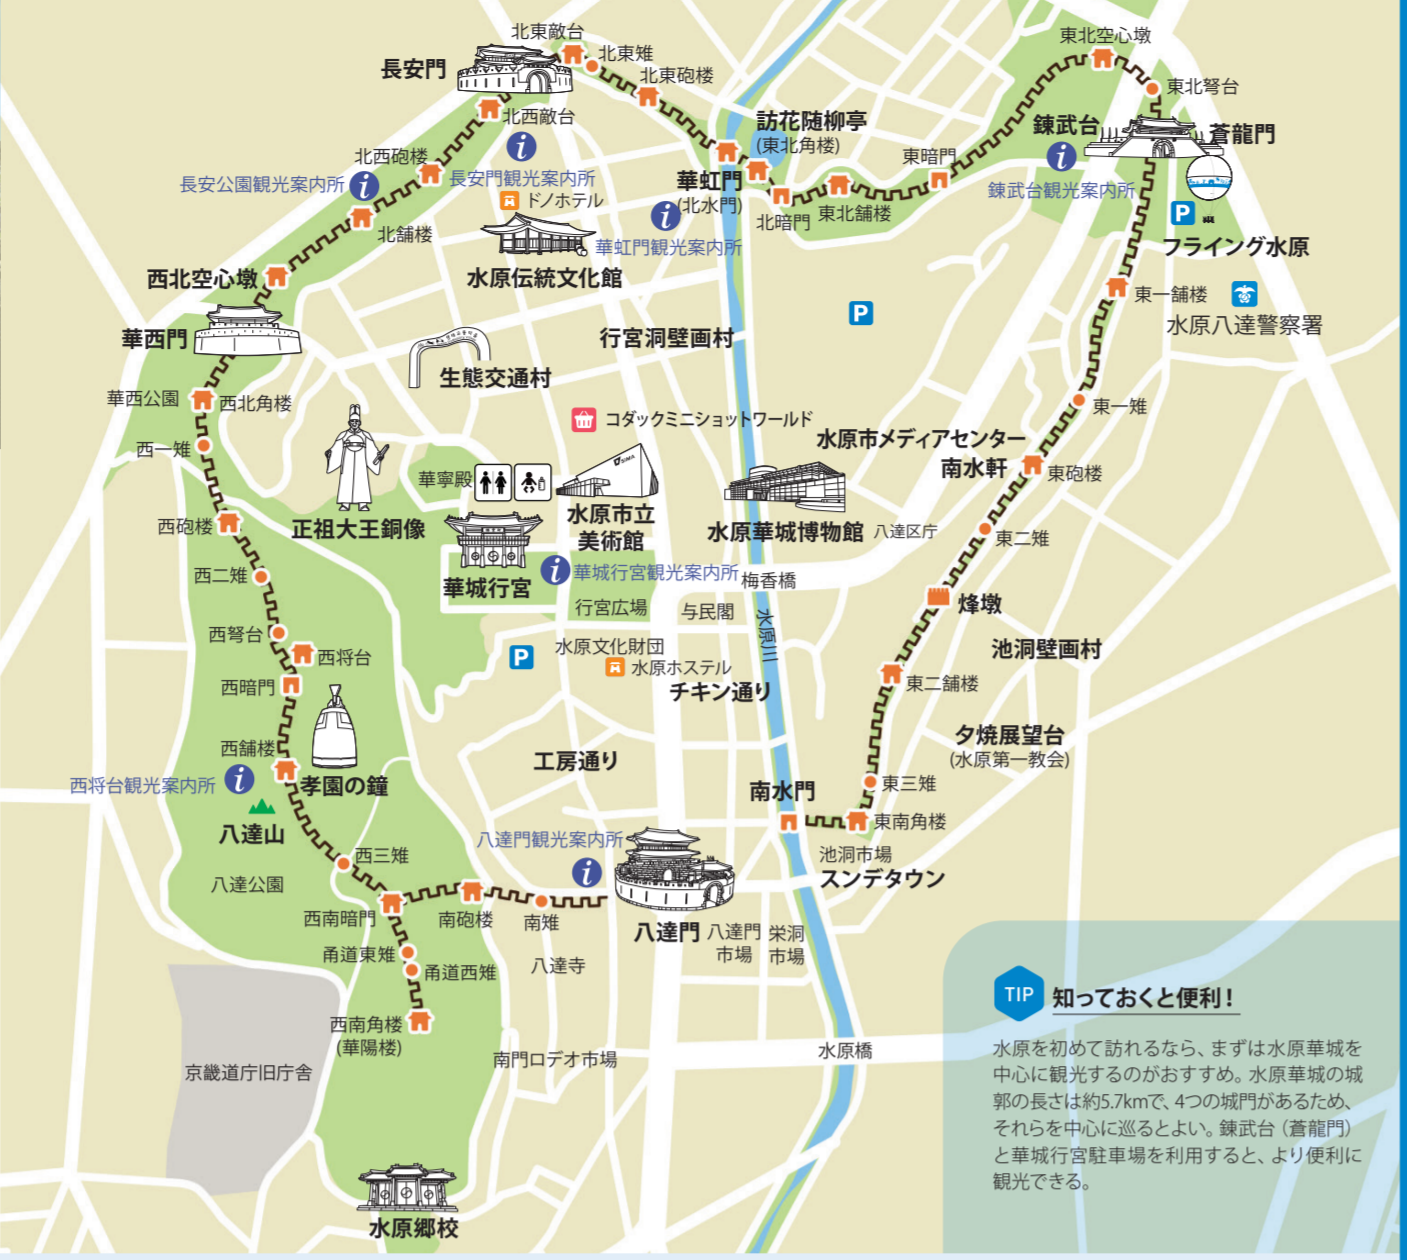 北東敵台
北東雉
長安門
北東砲楼
北西敵台
東北空心墩
東北弩台
訪花随柳亭
(東北角楼)
錬武台
蒼龍門
北西砲楼
長安公園観光案内所
長安門観光案内所
ドノホテル
東暗門
華虹門
(北水門)
錬武台観光案内所
P
北舗楼
北暗門
東北舗楼
華虹門観光案内所
フライング水原
西北空心墩
水原伝統文化館
東一舗楼
P
水原八達警察署
華西門
行宮洞壁画村
生態交通村
華西公園
西北角楼
東一雉
コダックミニショットワールド
西一雉
水原市メディアセンター
南水軒
東砲楼
華寧殿
SIMA
西砲楼
正祖大王銅像
水原市立
美術館
水原華城博物館
八達区庁
東二雉
西二雉
華城行宮
華城行宮観光案内所
梅香橋
行宮広場
与民閣
烽墩
水原川
西弩台
西将台
P
水原文化財団
水原ホステル
池洞壁画村
西暗門
チキン通り
東二舗楼
西舗楼
工房通り
夕焼展望台
(水原第一教会)
西将台観光案内所
孝園の鐘
南水門
東三雉
八達山
八達門観光案内所
東南角楼
西三雉
池洞市場
スンデタウン
八達公園
西南暗門
南砲楼
南雉
八達門
八達門
市場
栄洞
市場
甬道東雉
甬道西雉
八達寺
西南角楼
(華陽楼)
南門ロデオ市場
水原橋
京畿道庁旧庁舎
水原郷校
TIP
知っておくと便利！
水原を初めて訪れるなら、まずは水原華城を
中心に観光するのがおすすめ。水原華城の城
郭の長さは約5.7kmで、4つの城門があるため、
それらを中心に巡るとよい。錬武台（蒼龍門）
と華城行宮駐車場を利用すると、より便利に
観光できる。